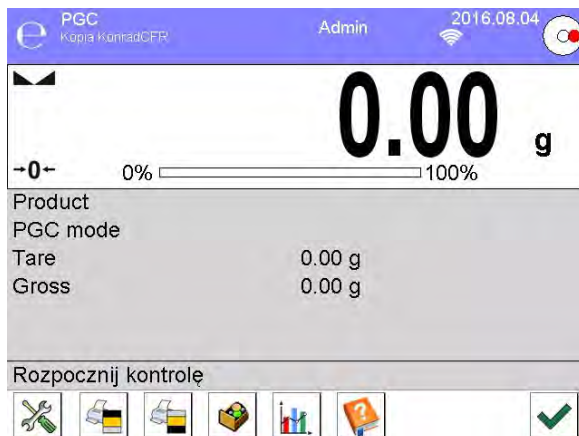 PGC Admin 2016.08.04
Kopia KonradCFR
0.00 g
→0← 0% 100%
Product
PGC mode
Tare 0.00 g
Gross 0.00 g
Rozpocznij kontrolę